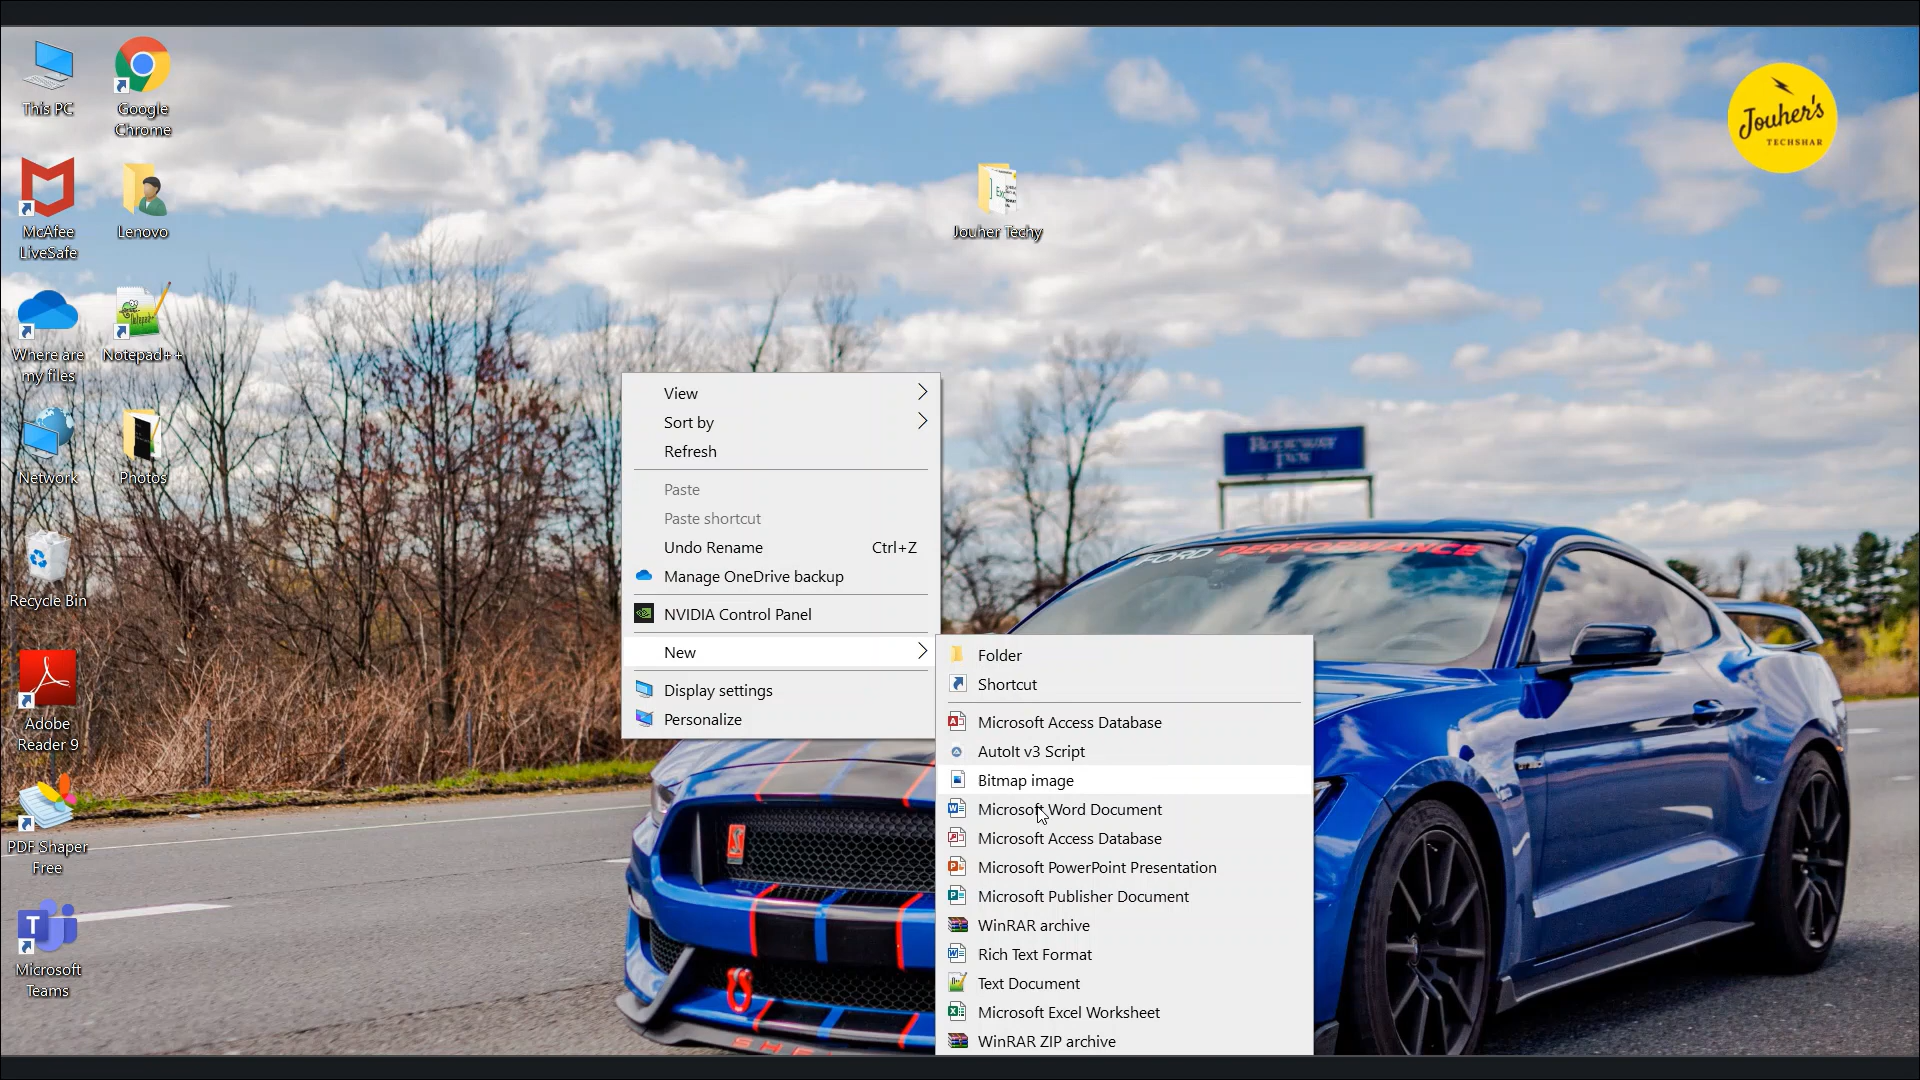 This PC
Google
Chrome
McAfee
LiveSafe
Lenovo
Where are
my files
Notepad++
Network
Photos
Recycle Bin
Adobe
Reader 9
PDF Shaper
Free
Microsoft
Teams
Jouher Techy
Jouher's
TECHSHAR
View
Sort by
Refresh
Paste
Paste shortcut
Undo Rename Ctrl+Z
Manage OneDrive backup
NVIDIA Control Panel
New
Display settings
Personalize
Folder
Shortcut
Microsoft Access Database
AutoIt v3 Script
Bitmap image
Microsoft Word Document
Microsoft Access Database
Microsoft PowerPoint Presentation
Microsoft Publisher Document
WinRAR archive
Rich Text Format
Text Document
Microsoft Excel Worksheet
WinRAR ZIP archive
FORD PERFORMANCE